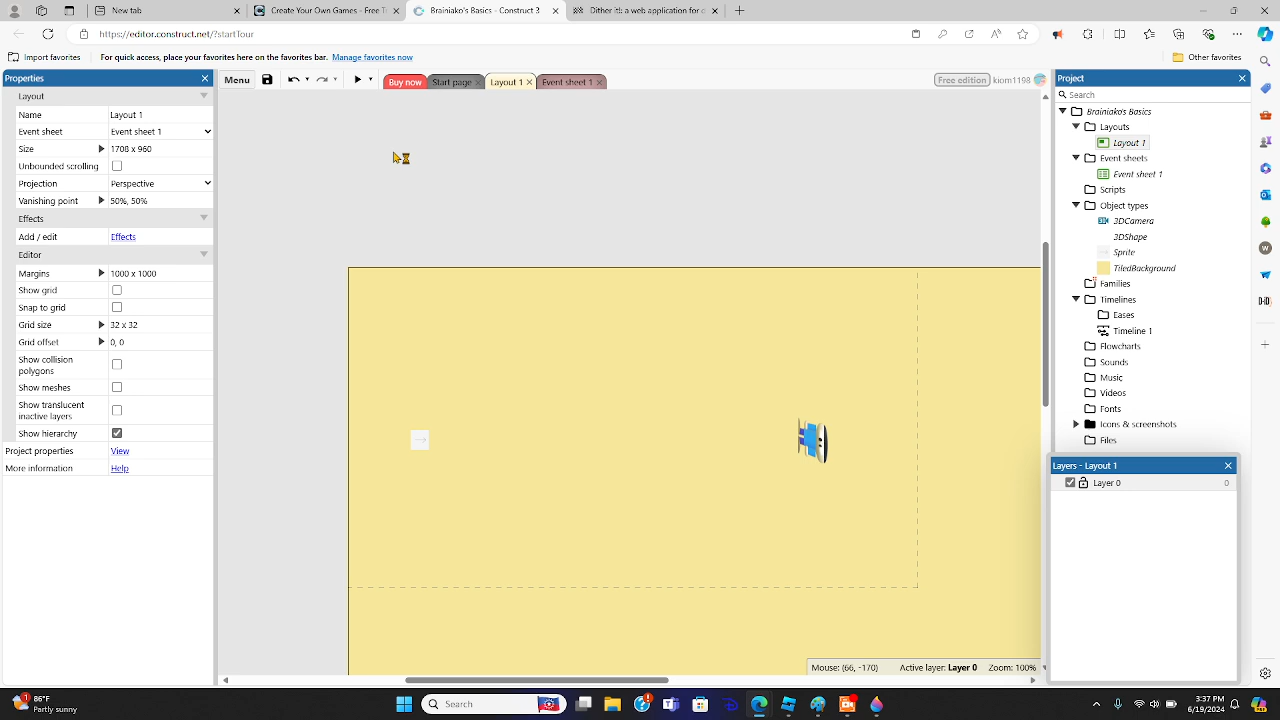 New tab
Create Your Own Games - Free Tr
Brainiako's Basics - Construct 3
Dither it!: a web application for d
https://editor.construct.net/?startTour
Import favorites
For quick access, place your favorites here on the favorites bar. Manage favorites now
Other favorites
Properties
Menu
Buy now
Start page
Layout 1
Event sheet 1
Free edition
kiom1198
Project
Layout
Name Layout 1
Event sheet Event sheet 1
Size 1708 x 960
Unbounded scrolling
Projection Perspective
Vanishing point 50%, 50%
Effects
Add / edit Effects
Editor
Margins 1000 x 1000
Show grid
Snap to grid
Grid size 32 x 32
Grid offset 0, 0
Show collision
polygons
Show meshes
Show translucent
inactive layers
Show hierarchy
Project properties View
More information Help
Search
Brainiako's Basics
Layouts
Layout 1
Event sheets
Event sheet 1
Scripts
Object types
3DCamera
3DShape
Sprite
TiledBackground
Families
Timelines
Eases
Timeline 1
Flowcharts
Sounds
Music
Videos
Fonts
Icons & screenshots
Files
Layers - Layout 1
Layer 0 0
Mouse: (66, -170) Active layer: Layer 0 Zoom: 100%
1
86°F
Partly sunny
Search
3:37 PM
6/19/2024